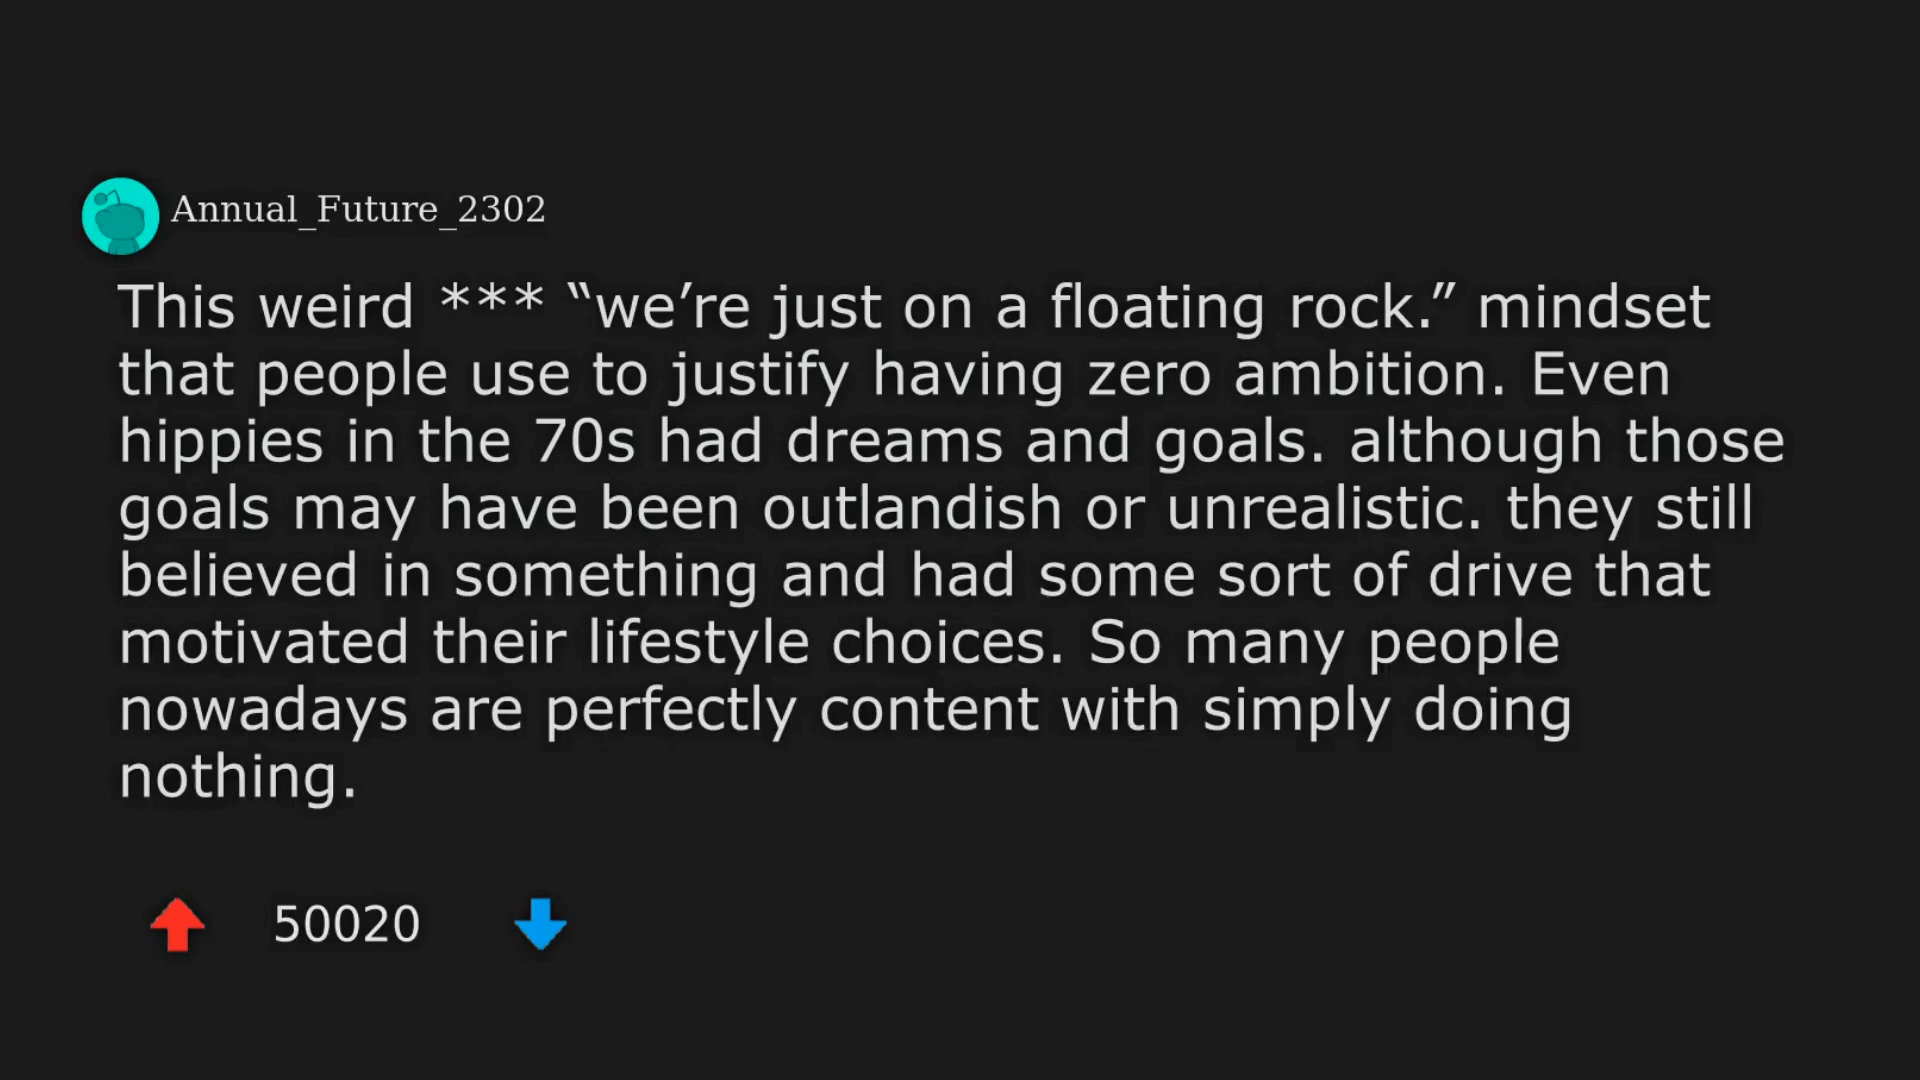 Annual_Future_2302
This weird *** “we’re just on a floating rock.” mindset
that people use to justify having zero ambition. Even
hippies in the 70s had dreams and goals. although those
goals may have been outlandish or unrealistic. they still
believed in something and had some sort of drive that
motivated their lifestyle choices. So many people
nowadays are perfectly content with simply doing
nothing.
50020